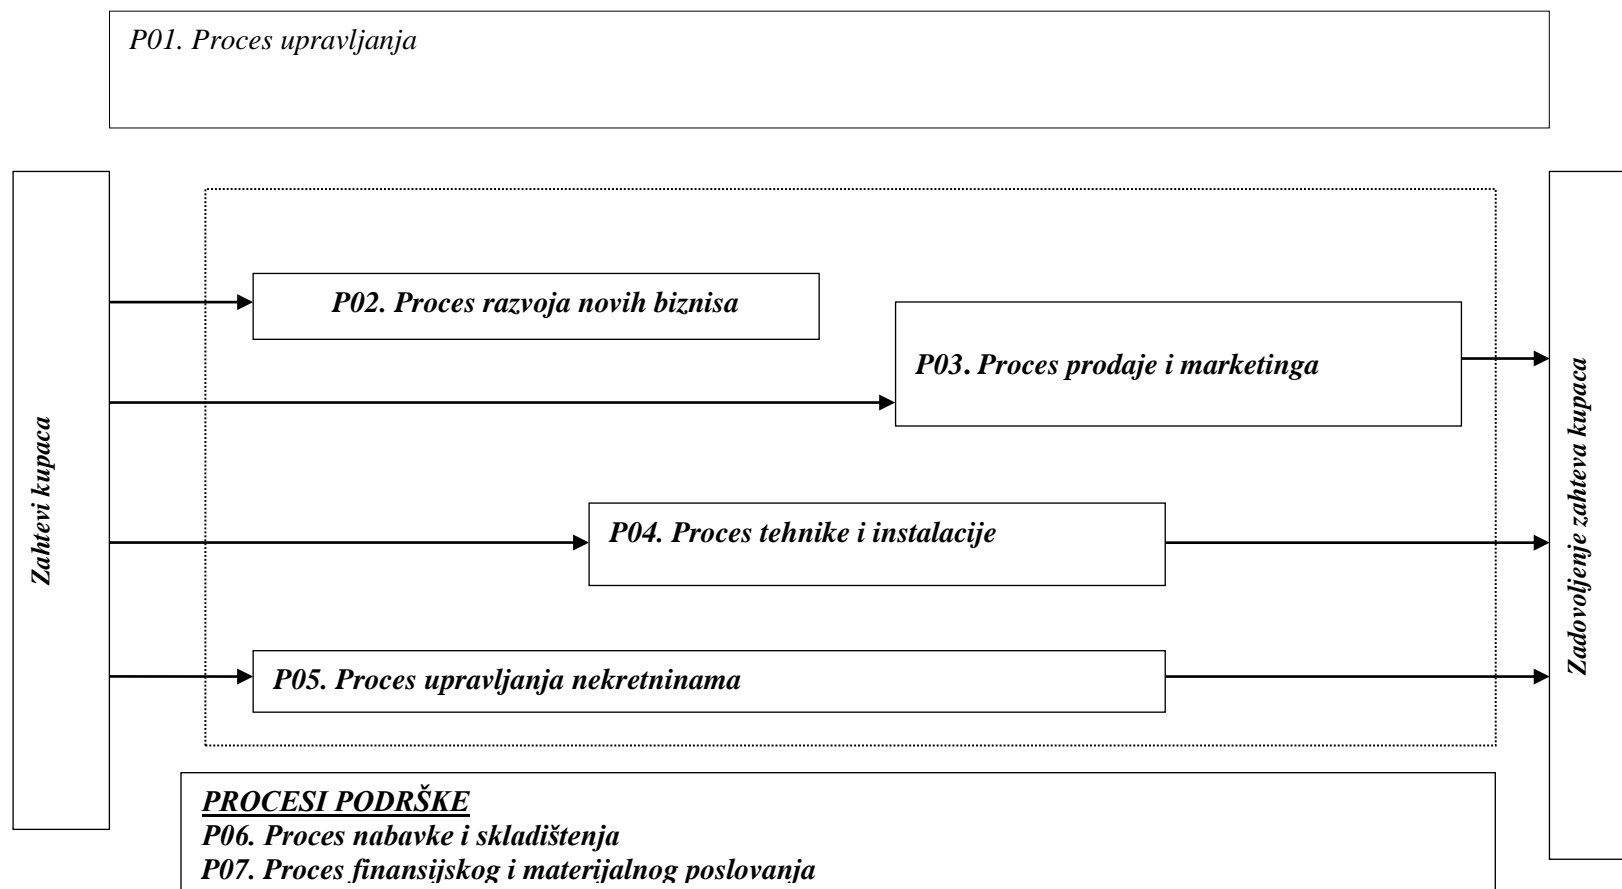 P01. Proces upravljanja
Zahtevi kupaca
P02. Proces razvoja novih biznisa
P03. Proces prodaje i marketinga
P04. Proces tehnike i instalacije
P05. Proces upravljanja nekretninama
Zadovoljenje zahteva kupaca
PROCESI PODRŠKE
P06. Proces nabavke i skladištenja
P07. Proces finansijskog i materijalnog poslovanja